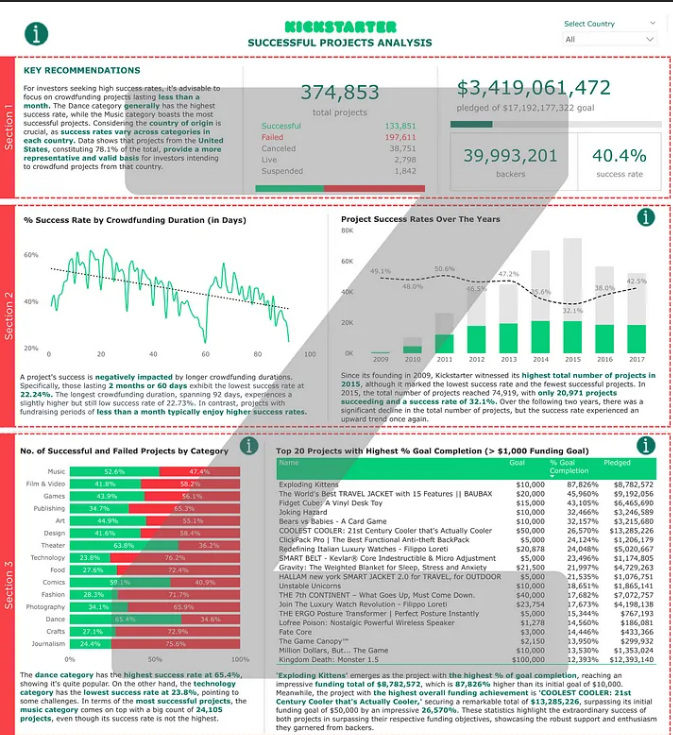 KICKSTARTER
SUCCESSFUL PROJECTS ANALYSIS
Select Country
All
Section 1
KEY RECOMMENDATIONS
For investors seeking high success rates, it's advisable to
focus on crowdfunding projects lasting less than a
month. The Dance category generally has the highest
success rate, while the Music category boasts the most
successful projects. Considering the country of origin is
crucial, as success rates vary across categories in
each country. Data shows that projects from the United
States, constituting 78.1% of the total, provide a more
representative and valid basis for investors intending
to crowdfund projects from that country.
374,853
total projects
Successful 133,851
Failed 197,611
Canceled 38,751
Live 2,798
Suspended 1,842
$3,419,061,472
pledged of $17,192,177,322 goal
39,993,201
backers
40.4%
success rate
Section 2
% Success Rate by Crowdfunding Duration (in Days)
60%
40%
20%
0 20 40 60 80 100
A project's success is negatively impacted by longer crowdfunding durations.
Specifically, those lasting 2 months or 60 days exhibit the lowest success rate at
22.24%. The longest crowdfunding duration, spanning 92 days, experiences a
slightly higher but still low success rate of 22.73%. In contrast, projects with
fundraising periods of less than a month typically enjoy higher success rates.
Project Success Rates Over The Years
80K
60K
40K
20K
0K
49.1% 48.0% 50.6% 46.5% 47.2% 35.6% 32.1% 38.0% 42.5%
2009 2010 2011 2012 2013 2014 2015 2016 2017
Since its founding in 2009, Kickstarter witnessed its highest total number of projects in
2015, although it marked the lowest success rate and the fewest successful projects. In
2015, the total number of projects reached 74,919, with only 20,971 projects
succeeding and a success rate of 32.1%. Over the following two years, there was a
significant decline in the total number of projects, but the success rate experienced an
upward trend once again.
Section 3
No. of Successful and Failed Projects by Category
Music 52.6% 47.4%
Film & Video 41.8% 58.2%
Games 43.9% 56.1%
Publishing 34.7% 65.3%
Art 44.9% 55.1%
Design 41.6% 58.4%
Theater 63.8% 36.2%
Technology 23.8% 76.2%
Food 27.6% 72.4%
Comics 59.1% 40.9%
Fashion 28.3% 71.7%
Photography 34.1% 65.9%
Dance 65.4% 34.6%
Crafts 27.1% 72.9%
Journalism 24.4% 75.6%
0% 50% 100%
The dance category has the highest success rate at 65.4%,
showing it's quite popular. On the other hand, the technology
category has the lowest success rate at 23.8%, pointing to
some challenges. In terms of the most successful projects, the
music category comes on top with a big count of 24,105
projects, even though its success rate is not the highest.
Top 20 Projects with Highest % Goal Completion (> $1,000 Funding Goal)
Name Goal % Goal Pledged
Completion
Exploding Kittens $10,000 87,826% $8,782,572
The World's Best TRAVEL JACKET with 15 Features || BAUBAX $20,000 45,960% $9,192,056
Fidget Cube: A Vinyl Desk Toy $15,000 43,105% $6,465,690
Joking Hazard $10,000 32,466% $3,246,589
Bears vs Babies - A Card Game $10,000 32,157% $3,215,680
COOLEST COOLER: 21st Century Cooler that's Actually Cooler $50,000 26,570% $13,285,226
ClickPack Pro | The Best Functional Anti-theft BackPack $5,000 24,124% $1,206,179
Redefining Italian Luxury Watches - Filippo Loreti $20,878 24,048% $5,020,667
SMART BELT - Kevlar® Core Indestructible & Micro Adjustment $5,000 23,496% $1,174,805
Gravity: The Weighted Blanket for Sleep, Stress and Anxiety $21,500 21,997% $4,729,263
HALLAM new york SMART JACKET 2.0 for TRAVEL, for OUTDOOR $5,000 21,535% $1,076,751
Unstable Unicorns $10,000 18,651% $1,865,141
THE 7th CONTINENT – What Goes Up, Must Come Down. $40,000 17,682% $7,072,757
Join The Luxury Watch Revolution - Filippo Loreti $23,754 17,673% $4,198,138
THE ERGO Posture Transformer | Perfect Posture Instantly $5,000 15,344% $767,193
Lofree Poison: Nostalgic Powerful Wireless Speaker $1,278 14,560% $186,081
Fate Core $3,000 14,446% $433,366
The Game Canopy™ $2,150 13,950% $299,932
Million Dollars, But... The Game $10,000 13,530% $1,353,024
Kingdom Death: Monster 1.5 $100,000 12,393% $12,393,140
'Exploding Kittens' emerges as the project with the highest % of goal completion, reaching an
impressive funding total of $8,782,572, which is 87,826% higher than its initial goal of $10,000.
Meanwhile, the project with the highest overall funding achievement is 'COOLEST COOLER: 21st
Century Cooler that's Actually Cooler,' securing a remarkable total of $13,285,226, surpassing its initial
funding goal of $50,000 by an impressive 26,570%. These statistics highlight the extraordinary success of
both projects in surpassing their respective funding objectives, showcasing the robust support and enthusiasm
they garnered from backers.